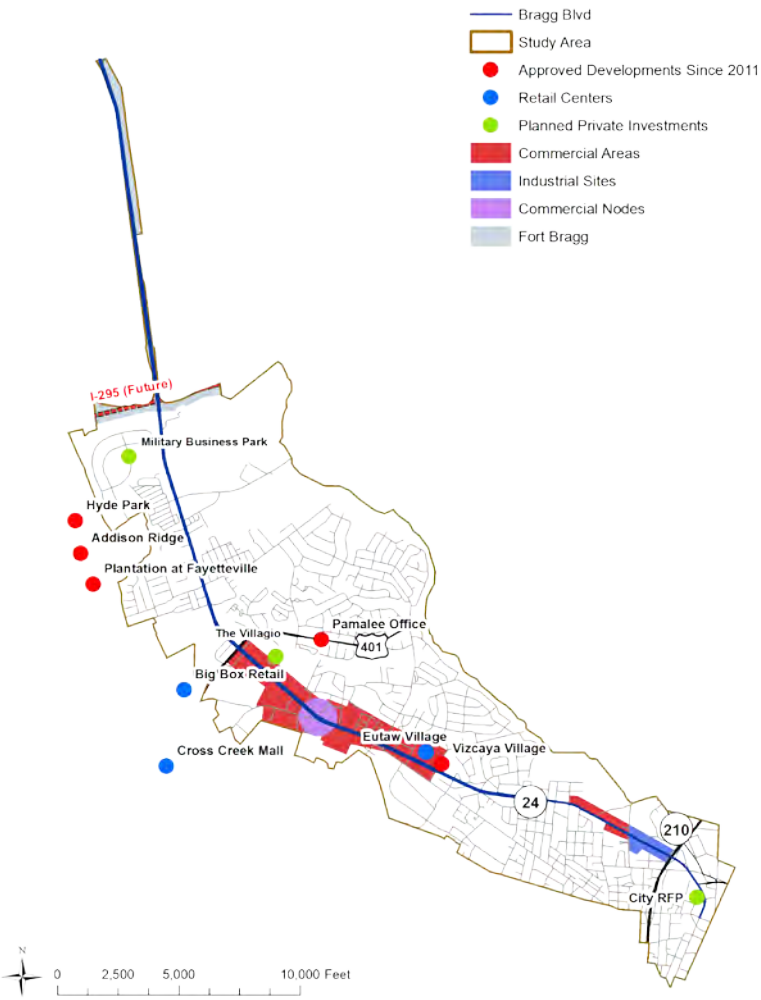 Bragg Blvd
Study Area
Approved Developments Since 2011
Retail Centers
Planned Private Investments
Commercial Areas
Industrial Sites
Commercial Nodes
Fort Bragg
I-295 (Future)
Military Business Park
Hyde Park
Addison Ridge
Plantation at Fayetteville
Pamalee Office
The Villagio
401
Big Box Retail
Eutaw Village
Cross Creek Mall
Vizcaya Village
24
210
City RFP
N
0 2,500 5,000 10,000 Feet